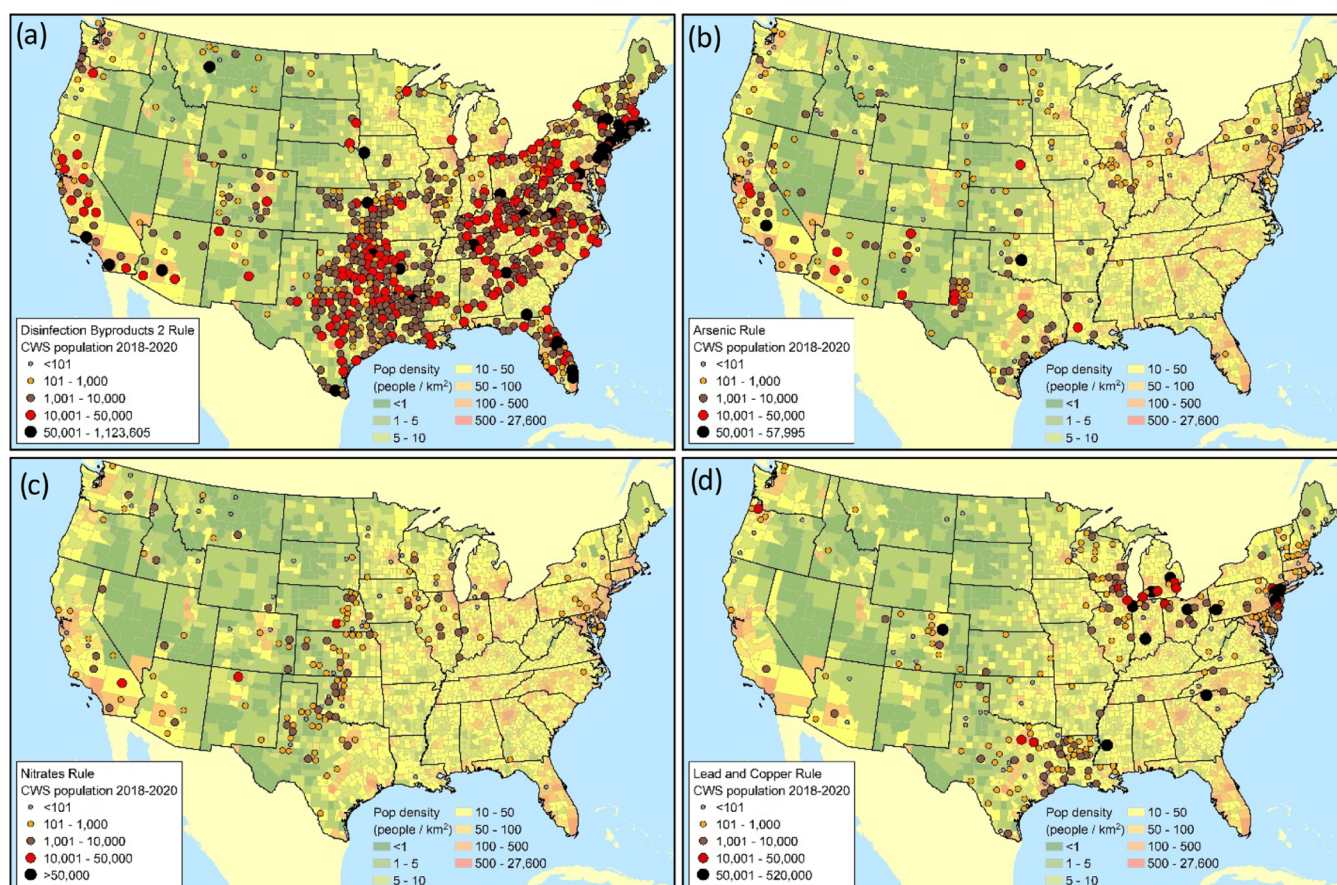 (a)
Disinfection Byproducts 2 Rule
CWS population 2018-2020
<101
101 - 1,000
1,001 - 10,000
10,001 - 50,000
50,001 - 1,123,605
Pop density
(people / km²)
<1
1 - 5
5 - 10
10 - 50
50 - 100
100 - 500
500 - 27,600
(b)
Arsenic Rule
CWS population 2018-2020
<101
101 - 1,000
1,001 - 10,000
10,001 - 50,000
50,001 - 57,995
Pop density
(people / km²)
<1
1 - 5
5 - 10
10 - 50
50 - 100
100 - 500
500 - 27,600
(c)
Nitrates Rule
CWS population 2018-2020
<101
101 - 1,000
1,001 - 10,000
10,001 - 50,000
>50,000
Pop density
(people / km²)
<1
1 - 5
5 - 10
10 - 50
50 - 100
100 - 500
500 - 27,600
(d)
Lead and Copper Rule
CWS population 2018-2020
<101
101 - 1,000
1,001 - 10,000
10,001 - 50,000
50,001 - 520,000
Pop density
(people / km²)
<1
1 - 5
5 - 10
10 - 50
50 - 100
100 - 500
500 - 27,600